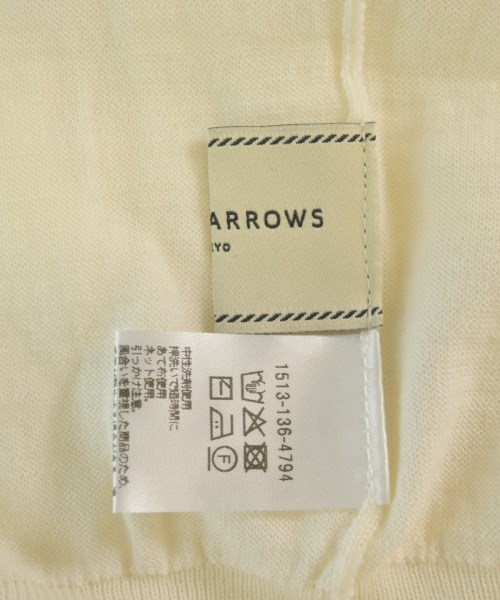 ARROWS
KYO
1513-136-4794
F
中性洗剤使用
押洗いで短時間に
あて布使用
ネット使用。
引っかけ注意。
風合いを重視した商品のため、